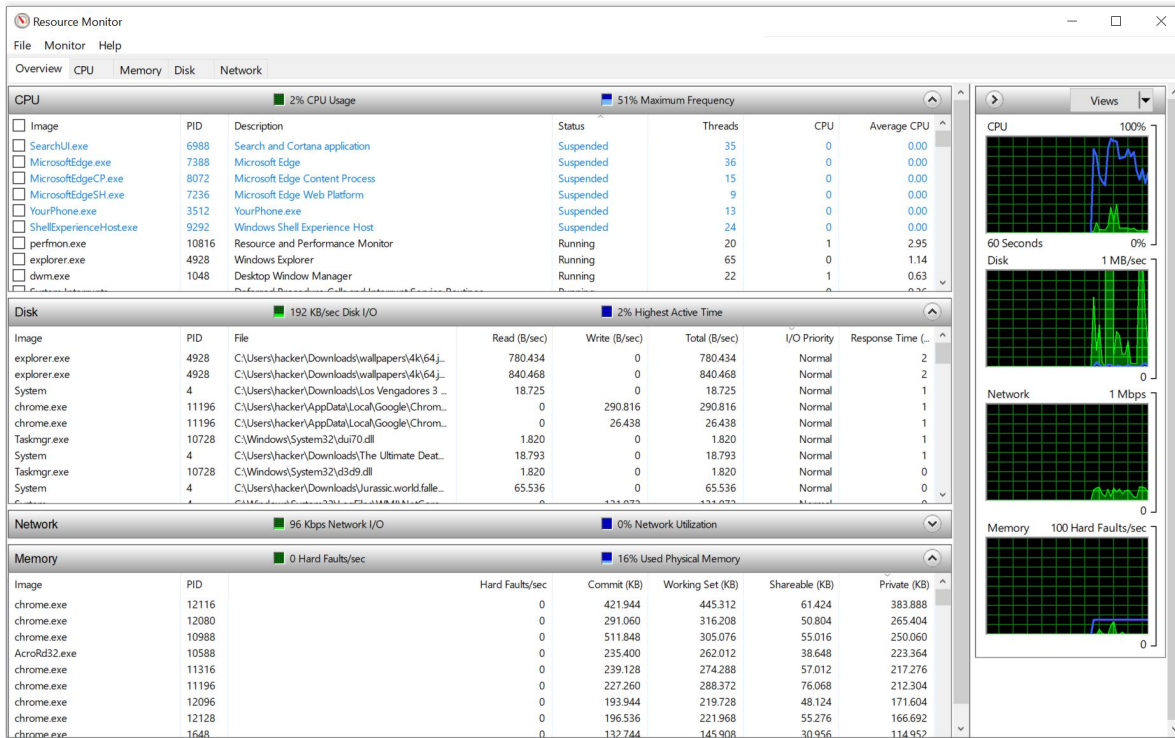 Resource Monitor
File Monitor Help
Overview CPU Memory Disk Network
CPU 2% CPU Usage 51% Maximum Frequency
Image PID Description Status Threads CPU Average CPU
SearchUI.exe 6988 Search and Cortana application Suspended 35 0 0.00
MicrosoftEdge.exe 7388 Microsoft Edge Suspended 36 0 0.00
MicrosoftEdgeCP.exe 8072 Microsoft Edge Content Process Suspended 15 0 0.00
MicrosoftEdgeSH.exe 7236 Microsoft Edge Web Platform Suspended 9 0 0.00
YourPhone.exe 3512 YourPhone.exe Suspended 13 0 0.00
ShellExperienceHost.exe 9292 Windows Shell Experience Host Suspended 24 0 0.00
perfmon.exe 10816 Resource and Performance Monitor Running 20 1 2.95
explorer.exe 4928 Windows Explorer Running 65 0 1.14
dwm.exe 1048 Desktop Window Manager Running 22 1 0.63
Disk 192 KB/sec Disk I/O 2% Highest Active Time
Image PID File Read (B/sec) Write (B/sec) Total (B/sec) I/O Priority Response Time (...
explorer.exe 4928 C:\Users\hacker\Downloads\wallpapers\4k\64.j... 780.434 0 780.434 Normal 2
explorer.exe 4928 C:\Users\hacker\Downloads\wallpapers\4k\64.j... 840.468 0 840.468 Normal 2
System 4 C:\Users\hacker\Downloads\Los Vengadores 3 ... 18.725 0 18.725 Normal 1
chrome.exe 11196 C:\Users\hacker\AppData\Local\Google\Chrom... 0 290.816 290.816 Normal 1
chrome.exe 11196 C:\Users\hacker\AppData\Local\Google\Chrom... 0 26.438 26.438 Normal 1
Taskmgr.exe 10728 C:\Windows\System32\dui70.dll 1.820 0 1.820 Normal 1
System 4 C:\Users\hacker\Downloads\The Ultimate Deat... 18.793 0 18.793 Normal 1
Taskmgr.exe 10728 C:\Windows\System32\d3d9.dll 1.820 0 1.820 Normal 0
System 4 C:\Users\hacker\Downloads\Jurassic.world.falle... 65.536 0 65.536 Normal 0
Network 96 Kbps Network I/O 0% Network Utilization
Memory 0 Hard Faults/sec 16% Used Physical Memory
Image PID Hard Faults/sec Commit (KB) Working Set (KB) Shareable (KB) Private (KB)
chrome.exe 12116 0 421.944 445.312 61.424 383.888
chrome.exe 12080 0 291.060 316.208 50.804 265.404
chrome.exe 10988 0 511.848 305.076 55.016 250.060
AcroRd32.exe 10588 0 235.400 262.012 38.648 223.364
chrome.exe 11316 0 239.128 274.288 57.012 217.276
chrome.exe 11196 0 227.260 288.372 76.068 212.304
chrome.exe 12096 0 193.944 219.728 48.124 171.604
chrome.exe 12128 0 196.536 221.968 55.276 166.692
chrome.exe 1648 0 132.744 145.908 30.956 114.952
Views
CPU 100%
60 Seconds 0%
Disk 1 MB/sec
0
Network 1 Mbps
0
Memory 100 Hard Faults/sec
0